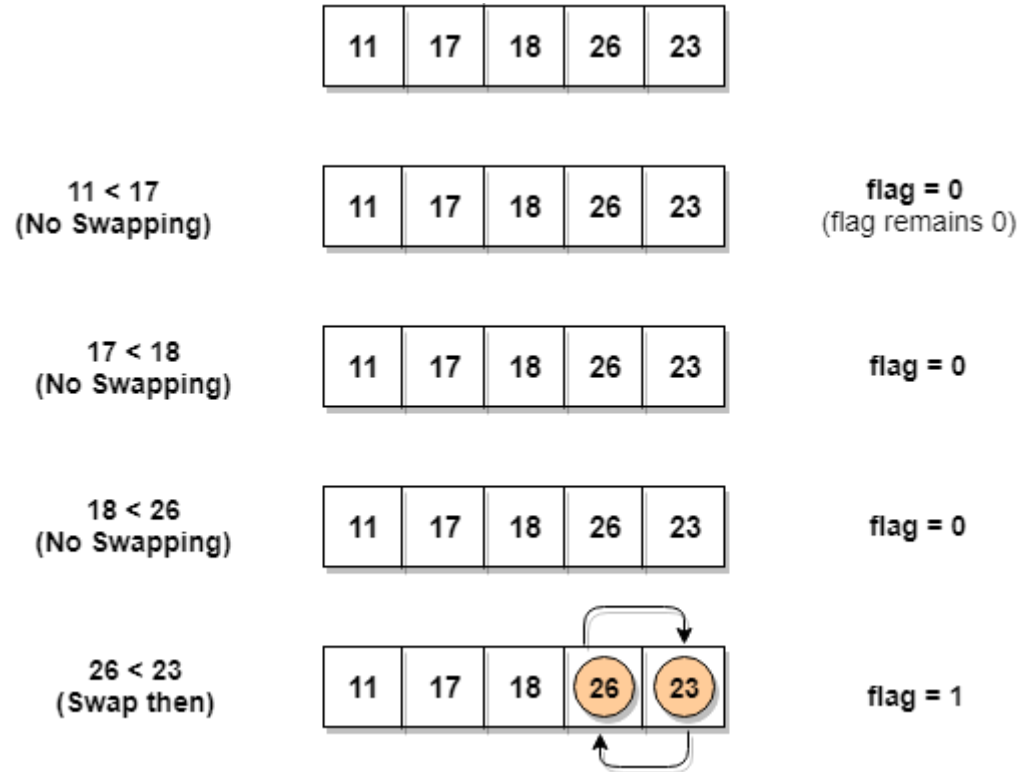 11 17 18 26 23
11 < 17
(No Swapping)
11 17 18 26 23
flag = 0
(flag remains 0)
17 < 18
(No Swapping)
11 17 18 26 23
flag = 0
18 < 26
(No Swapping)
11 17 18 26 23
flag = 0
26 < 23
(Swap then)
11 17 18 26 23
flag = 1